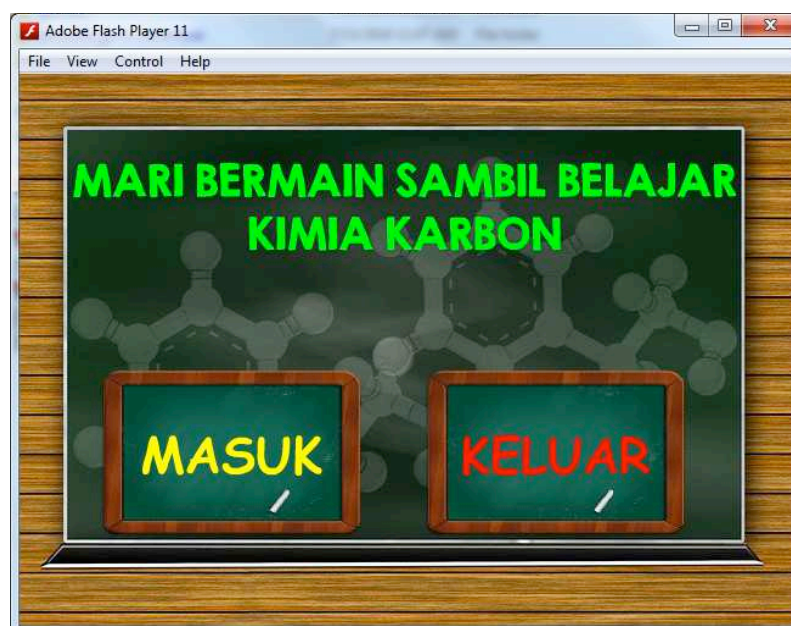 Adobe Flash Player 11
File View Control Help
MARI BERMAIN SAMBIL BELAJAR
KIMIA KARBON
MASUK
KELUAR